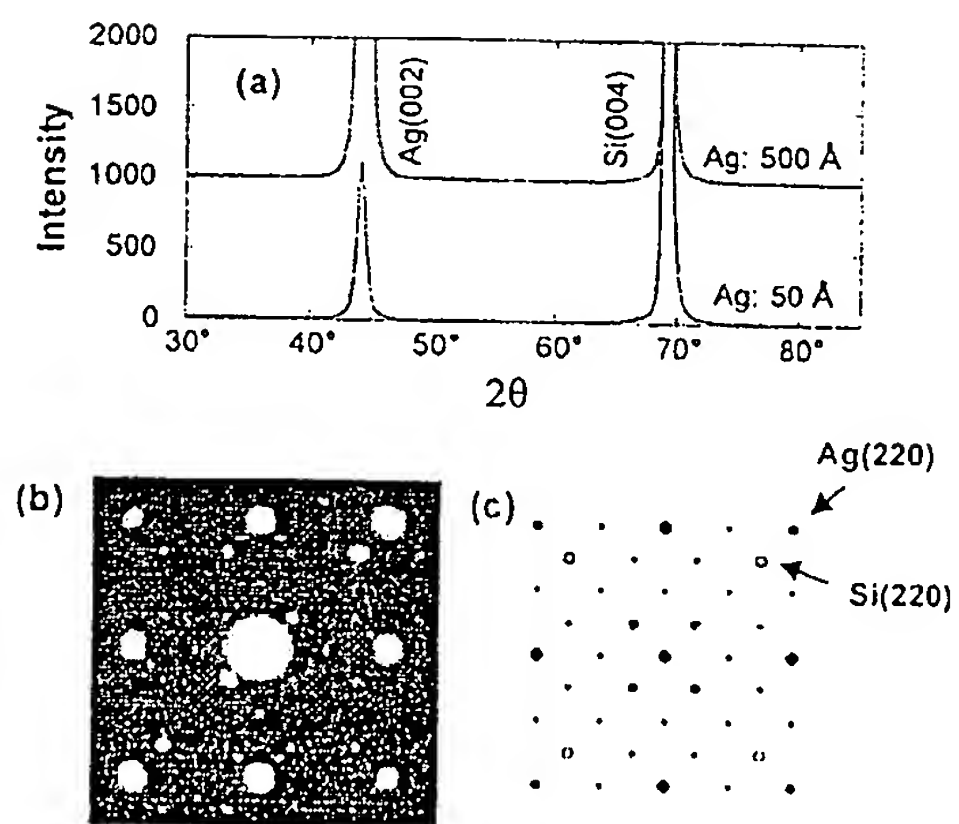 2000
(a)
Ag(002)
Si(004)
1500
Ag: 500 Å
1000
Intensity
500
Ag: 50 Å
0
30° 40° 50° 60° 70° 80°
2θ
(b)
(c)
Ag(220)
Si(220)